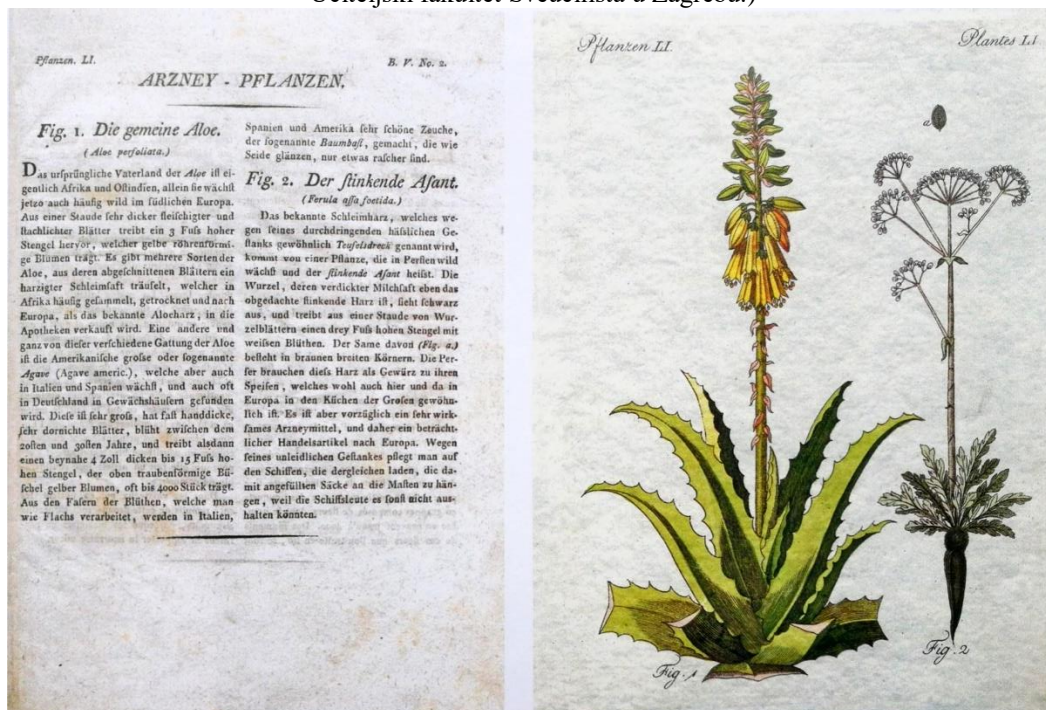 Učiteljski fakultet Sveučilišta u Zagrebu.)
Pflanzen. LI.
B. V. No. 2.
ARZNEY - PFLANZEN.
Fig. 1. Die gemeine Aloe.
(Aloe perfoliata.)
Das urſprüngliche Vaterland der Aloe iſt ei-
gentlich Afrika und Oſtindien, allein ſie wächſt
jetzo auch häufig wild im ſüdlichen Europa.
Aus einer Staude ſehr dicker fleiſchigter und
ſtachlichter Blätter treibt ein 3 Fuſs hoher
Stengel hervor, welcher gelbe röhrenförmi-
ge Blumen trägt. Es gibt mehrere Sorten der
Aloe, aus deren abgeſchnittenen Blättern ein
harzigter Schleimſaft träufelt, welcher in
Afrika häufig geſammelt, getrocknet und nach
Europa, als das bekannte Aloeharz, in die
Apotheken verkauft wird. Eine andere und
ganz von dieſer verſchiedene Gattung der Aloe
iſt die Amerikaniſche groſse oder ſogenannte
Agave (Agave americ.), welche aber auch
in Italien und Spanien wächſt, und auch oft
in Deutſchland in Gewächshäuſern gefunden
wird. Dieſe iſt ſehr groſs, hat faſt handdicke,
ſehr dornichte Blätter, blüht zwiſchen dem
20ſten und 30ſten Jahre, und treibt alsdann
einen beynahe 4 Zoll dicken bis 15 Fuſs ho-
hen Stengel, der oben traubenförmige Bü-
ſchel gelber Blumen, oft bis 4000 Stück trägt.
Aus den Faſern der Blüthen, welche man
wie Flachs verarbeitet, werden in Italien,
Spanien und Amerika ſehr ſchöne Zeuche,
der ſogenannte Baumbaſt, gemacht, die wie
Seide glänzen, nur etwas raſcher ſind.
Fig. 2. Der ſtinkende Aſant.
(Ferula aſſa foetida.)
Das bekannte Schleimharz, welches we-
gen ſeines durchdringenden häſslichen Ge-
ſtanks gewöhnlich Teufelsdreck genannt wird,
kommt von einer Pflanze, die in Perſien wild
wächſt und der ſtinkende Aſant heiſst. Die
Wurzel, deren verdickter Milchſaft eben das
obgedachte ſtinkende Harz iſt, ſieht ſchwarz
aus, und treibt aus einer Staude von Wur-
zelblättern einen drey Fuſs hohen Stengel mit
weiſsen Blüthen. Der Same davon (Fig. a.)
beſteht in braunen breiten Körnern. Die Per-
ſer brauchen dieſs Harz als Gewürz zu ihren
Speiſen, welches wohl auch hier und da in
Europa in den Küchen der Groſsen gewöhn-
lich iſt. Es iſt aber vorzüglich ein ſehr wirk-
ſames Arzneymittel, und daher ein beträcht-
licher Handelsartikel nach Europa. Wegen
ſeines unleidlichen Geſtankes pflegt man auf
den Schiffen, die dergleichen laden, die da-
mit angefüllten Säcke an die Maſten zu hän-
gen, weil die Schiffsleute es ſonſt nicht aus-
halten könnten.
Pflanzen LI.
Plantes LI
a
Fig. 1
Fig. 2